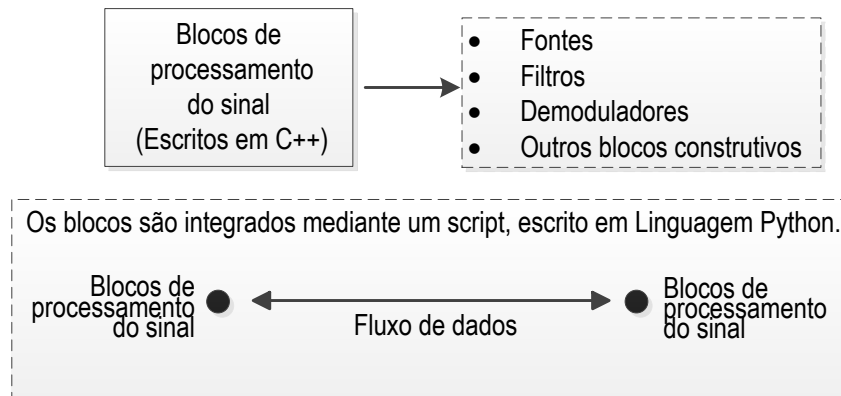 Blocos de
processamento
do sinal
(Escritos em C++)
• Fontes
• Filtros
• Demoduladores
• Outros blocos construtivos
Os blocos são integrados mediante um script, escrito em Linguagem Python.
Blocos de
processamento
do sinal
Fluxo de dados
Blocos de
processamento
do sinal